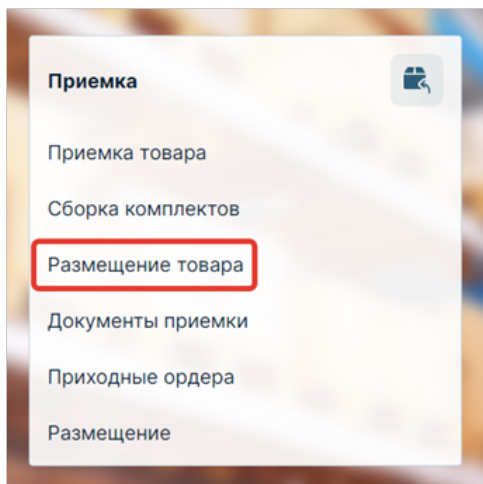 Приемка
Приемка товара
Сборка комплектов
Размещение товара
Документы приемки
Приходные ордера
Размещение